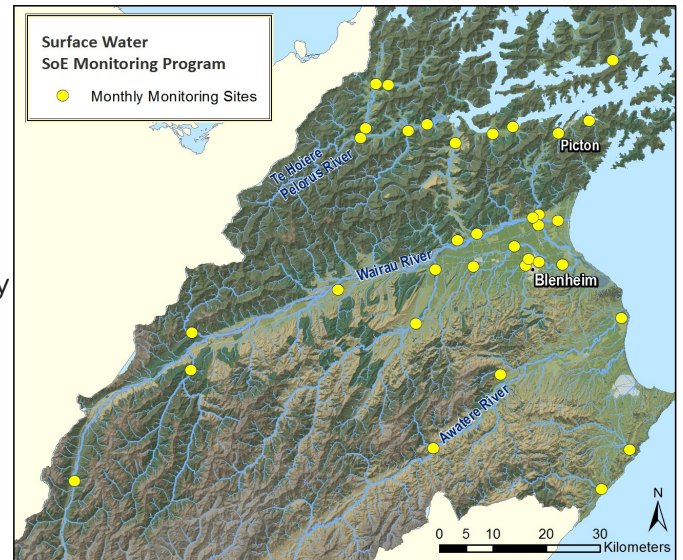 Surface Water
SoE Monitoring Program
Monthly Monitoring Sites
Te Hoiere
Pelorus River
Picton
y
Wairau River
Blenheim
Awatere River
N
0 5 10 20 30
Kilometers